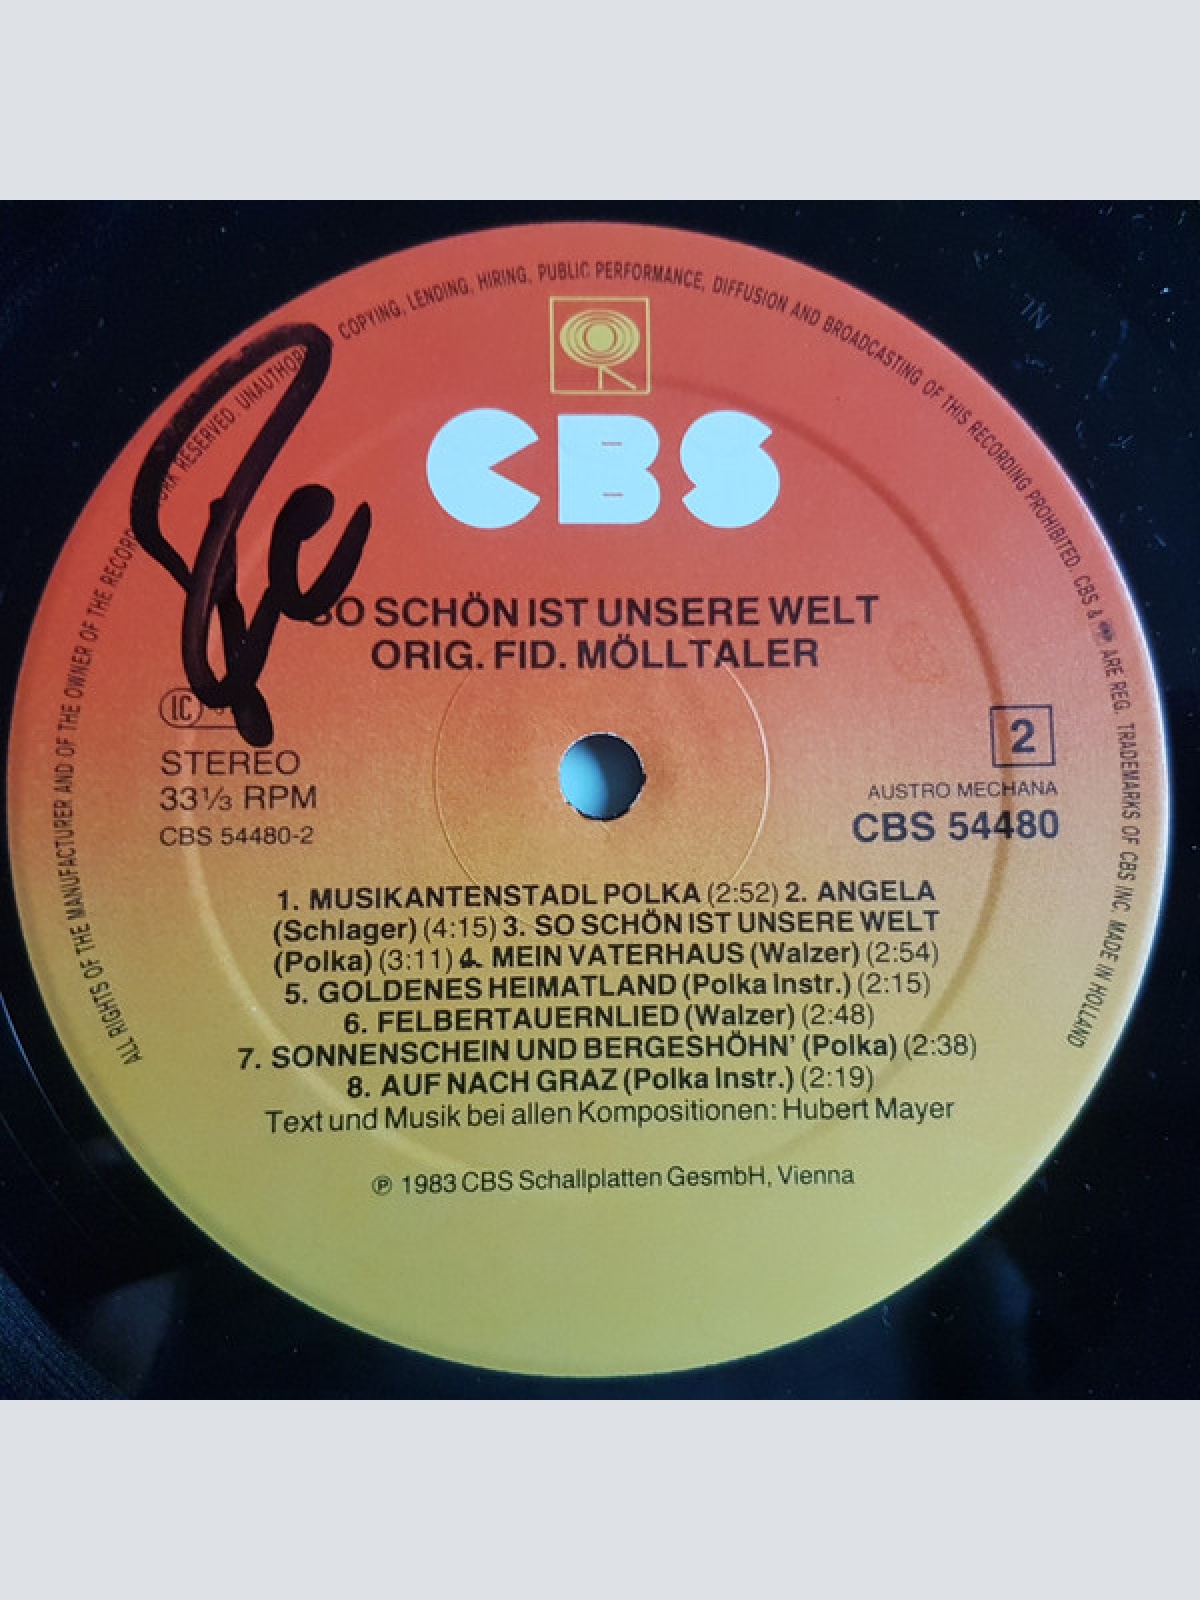 ALL RIGHTS OF THE MANUFACTURER AND OF THE OWNER OF THE RECORDED WORK RESERVED. UNAUTHORISED COPYING, LENDING, HIRING, PUBLIC PERFORMANCE, DIFFUSION AND BROADCASTING OF THIS RECORDING PROHIBITED. CBS & ARE REG. TRADEMARKS OF CBS INC. MADE IN HOLLAND
CBS
SO SCHÖN IST UNSERE WELT
ORIG. FID. MÖLLTALER
LC
STEREO
33⅓ RPM
CBS 54480-2
2
AUSTRO MECHANA
CBS 54480
1. MUSIKANTENSTADL POLKA (2:52) 2. ANGELA
(Schlager) (4:15) 3. SO SCHÖN IST UNSERE WELT
(Polka) (3:11) 4. MEIN VATERHAUS (Walzer) (2:54)
5. GOLDENES HEIMATLAND (Polka Instr.) (2:15)
6. FELBERTAUERNLIED (Walzer) (2:48)
7. SONNENSCHEIN UND BERGESHÖHN' (Polka) (2:38)
8. AUF NACH GRAZ (Polka Instr.) (2:19)
Text und Musik bei allen Kompositionen: Hubert Mayer
℗ 1983 CBS Schallplatten GesmbH, Vienna